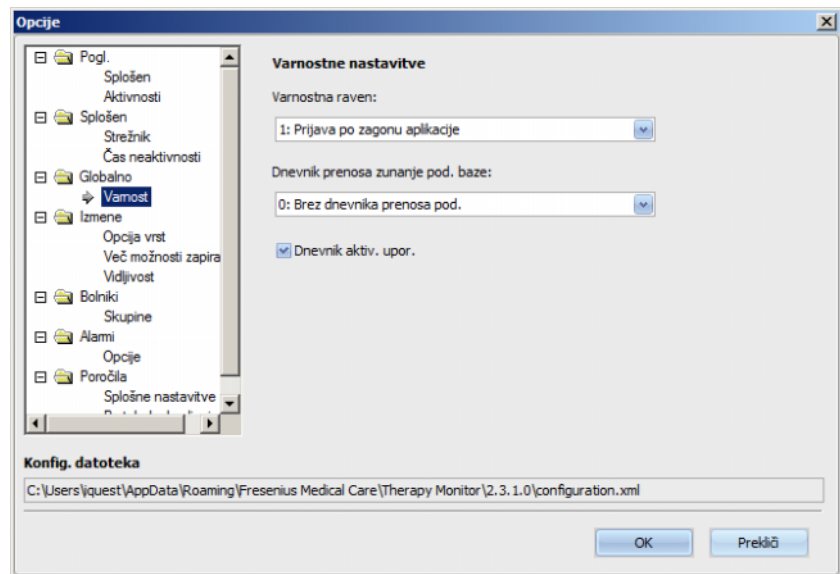 Opcije
Pogl.
Splošen
Aktivnosti
Splošen
Strežnik
Čas neaktivnosti
Globalno
Varnost
Izmene
Opcija vrst
Več možnosti zapira
Vidljivost
Bolniki
Skupine
Alarmi
Opcije
Poročila
Splošne nastavitve
Varnostne nastavitve
Varnostna raven:
1: Prijava po zagonu aplikacije
Dnevnik prenosa zunanje pod. baze:
0: Brez dnevnika prenosa pod.
Dnevnik aktiv. upor.
Konfig. datoteka
C:\Users\iquest\AppData\Roaming\Fresenius Medical Care\Therapy Monitor\2.3.1.0\configuration.xml
OK
Prekliči